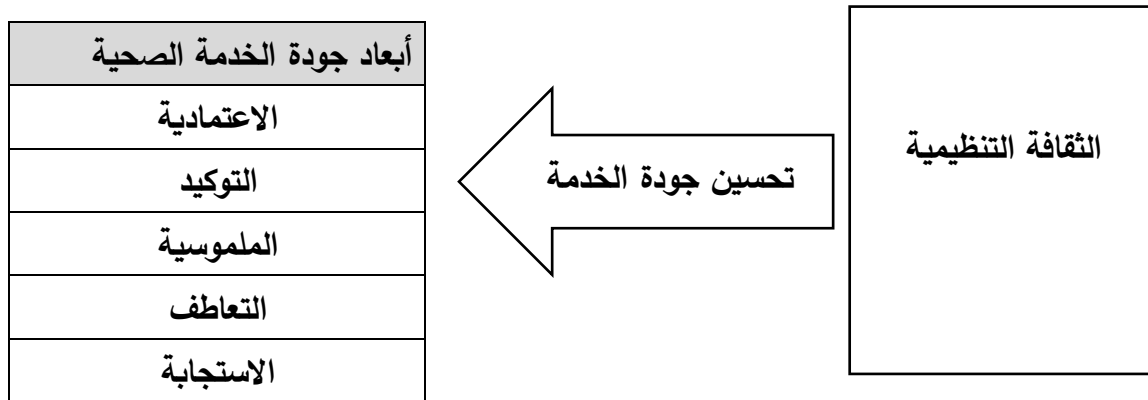 الثقافة التنظيمية
تحسين جودة الخدمة
أبعاد جودة الخدمة الصحية
الاعتمادية
التوكيد
الملموسية
التعاطف
الاستجابة